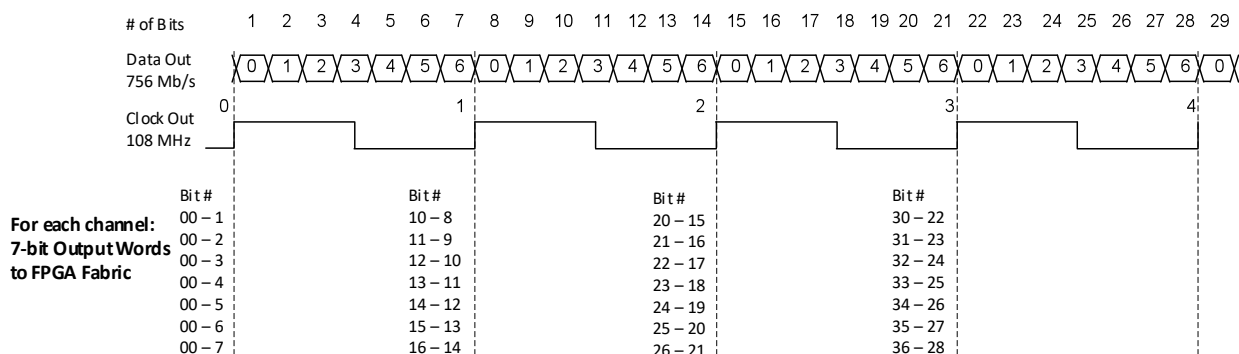 # of Bits 1 2 3 4 5 6 7 8 9 10 11 12 13 14 15 16 17 18 19 20 21 22 23 24 25 26 27 28 29
Data Out
756 Mb/s
0 1 2 3 4 5 6 0 1 2 3 4 5 6 0 1 2 3 4 5 6 0 1 2 3 4 5 6 0
0 1 2 3 4
Clock Out
108 MHz
For each channel:
7-bit Output Words
to FPGA Fabric
Bit #
00 – 1
00 – 2
00 – 3
00 – 4
00 – 5
00 – 6
00 – 7
Bit #
10 – 8
11 – 9
12 – 10
13 – 11
14 – 12
15 – 13
16 – 14
Bit #
20 – 15
21 – 16
22 – 17
23 – 18
24 – 19
25 – 20
26 – 21
Bit #
30 – 22
31 – 23
32 – 24
33 – 25
34 – 26
35 – 27
36 – 28